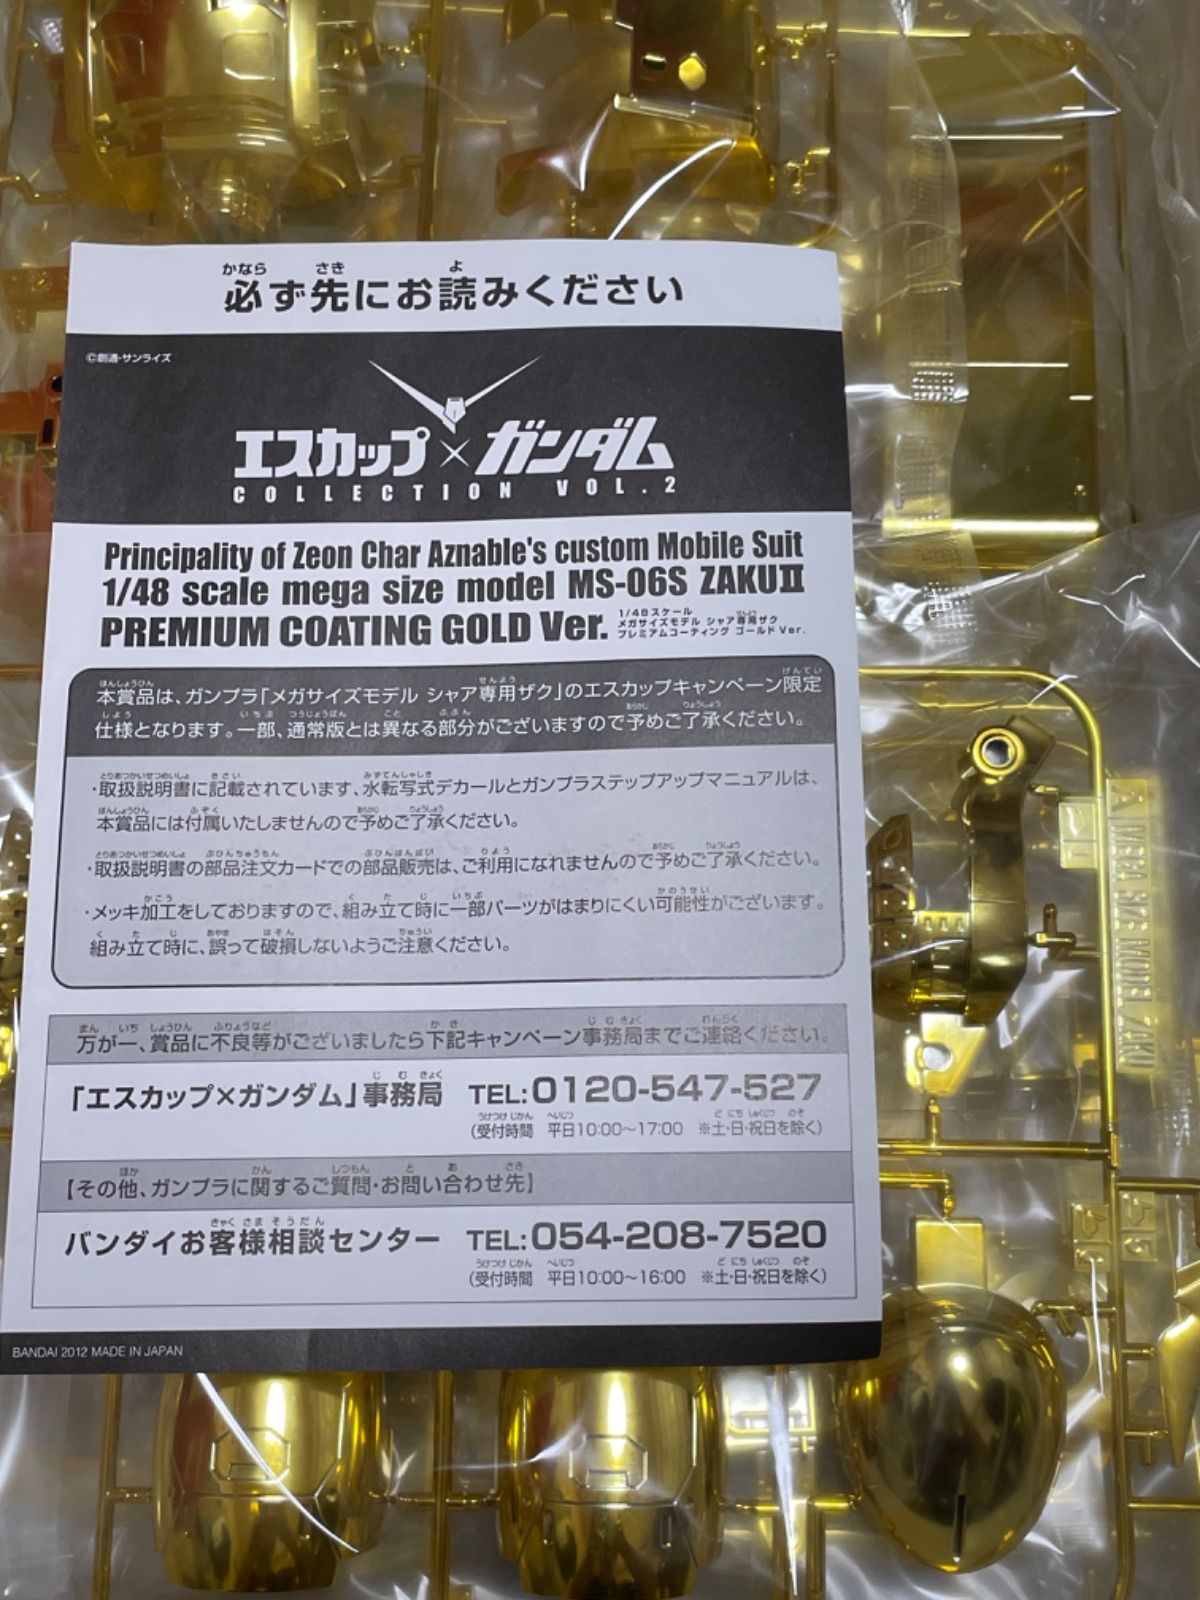 必ず先にお読みください
©創通・サンライズ
エスカップ×ガンダム
COLLECTION VOL.2
Principality of Zeon Char Aznable's custom Mobile Suit
1/48 scale mega size model MS-06S ZAKUⅡ
PREMIUM COATING GOLD Ver.
1/48スケール
メガサイズモデル シャア専用ザク
プレミアムコーティング ゴールド Ver.
本賞品は、ガンプラ「メガサイズモデル シャア専用ザク」のエスカップキャンペーン限定
仕様となります。一部、通常版とは異なる部分がございますので予めご了承ください。
・取扱説明書に記載されています、水転写式デカールとガンプラステップアップマニュアルは、
本賞品には付属いたしませんので予めご了承ください。
・取扱説明書の部品注文カードでの部品販売は、ご利用になれませんので予めご了承ください。
・メッキ加工をしておりますので、組み立て時に一部パーツがはまりにくい可能性がございます。
組み立て時に、誤って破損しないようご注意ください。
万が一、賞品に不良等がございましたら下記キャンペーン事務局までご連絡ください。
「エスカップ×ガンダム」事務局 TEL:0120-547-527
(受付時間 平日10:00～17:00 ※土・日・祝日を除く)
【その他、ガンプラに関するご質問・お問い合わせ先】
バンダイお客様相談センター TEL:054-208-7520
(受付時間 平日10:00～16:00 ※土・日・祝日を除く)
BANDAI 2012 MADE IN JAPAN
A MEGA SIZE MODEL ZAKU